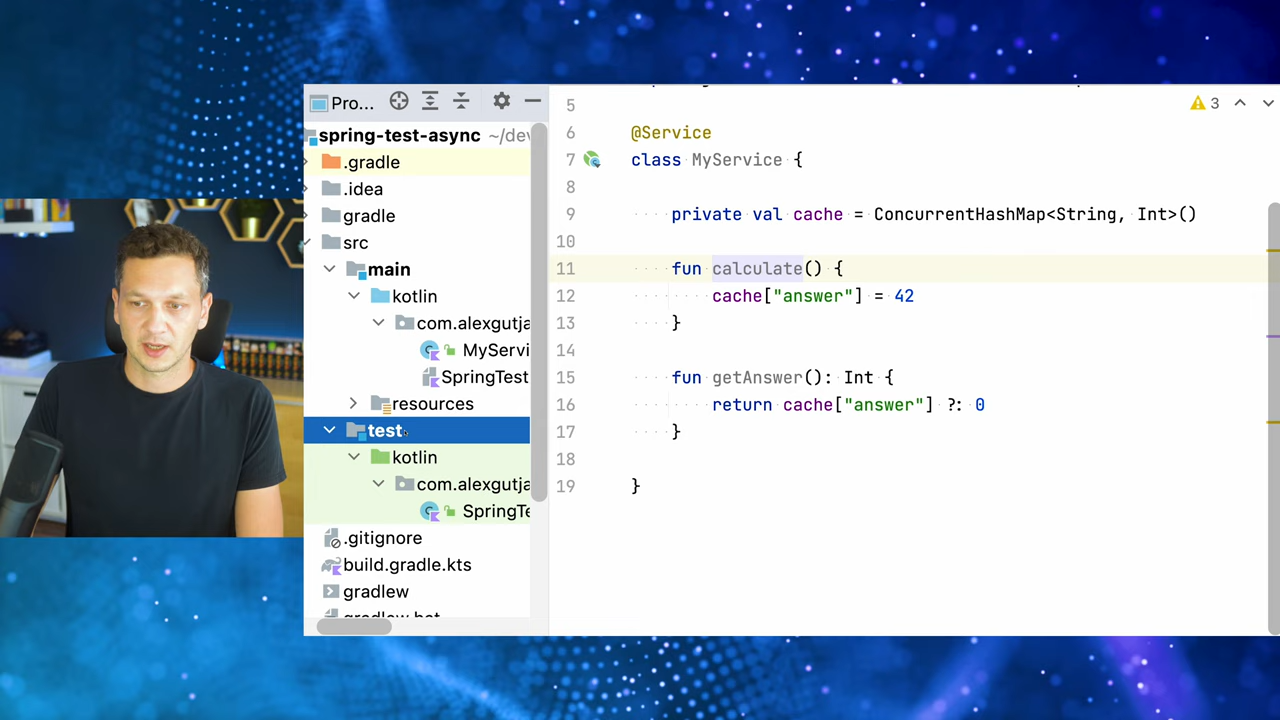 Pro...
spring-test-async ~/dev
.gradle
.idea
gradle
src
main
kotlin
com.alexgutja
MyServi
SpringTest
resources
test
kotlin
com.alexgutja
SpringTe
.gitignore
build.gradle.kts
gradlew
gradlew.bat
3
5
6 @Service
7 class MyService {
8
9 private val cache = ConcurrentHashMap<String, Int>()
10
11 fun calculate() {
12 cache["answer"] = 42
13 }
14
15 fun getAnswer(): Int {
16 return cache["answer"] ?: 0
17 }
18
19 }